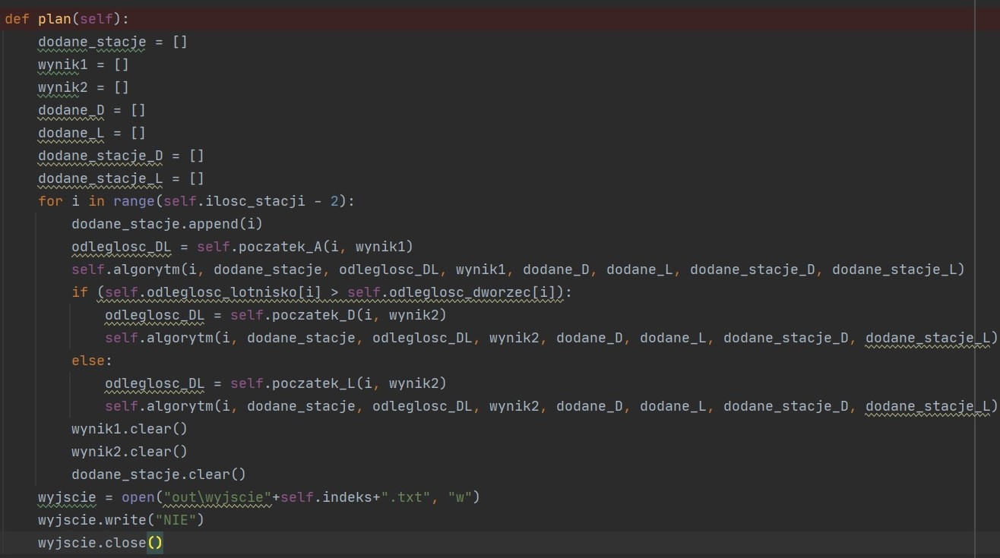 def plan(self):
    dodane_stacje = []
    wynik1 = []
    wynik2 = []
    dodane_D = []
    dodane_L = []
    dodane_stacje_D = []
    dodane_stacje_L = []
    for i in range(self.ilosc_stacji - 2):
        dodane_stacje.append(i)
        odleglosc_DL = self.poczatek_A(i, wynik1)
        self.algorytm(i, dodane_stacje, odleglosc_DL, wynik1, dodane_D, dodane_L, dodane_stacje_D, dodane_stacje_L)
        if (self.odleglosc_lotnisko[i] > self.odleglosc_dworzec[i]):
            odleglosc_DL = self.poczatek_D(i, wynik2)
            self.algorytm(i, dodane_stacje, odleglosc_DL, wynik2, dodane_D, dodane_L, dodane_stacje_D, dodane_stacje_L)
        else:
            odleglosc_DL = self.poczatek_L(i, wynik2)
            self.algorytm(i, dodane_stacje, odleglosc_DL, wynik2, dodane_D, dodane_L, dodane_stacje_D, dodane_stacje_L)
        wynik1.clear()
        wynik2.clear()
        dodane_stacje.clear()
    wyjscie = open("out\wyjscie"+self.indeks+".txt", "w")
    wyjscie.write("NIE")
    wyjscie.close()